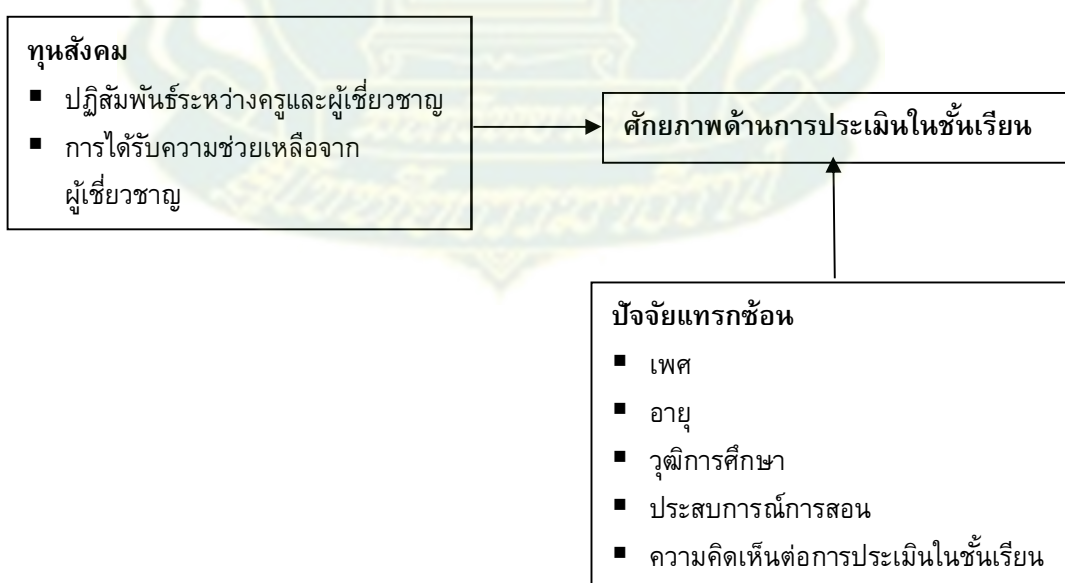 ทุนสังคม
▪ ปฏิสัมพันธ์ระหว่างครูและผู้เชี่ยวชาญ
▪ การได้รับความช่วยเหลือจาก
ผู้เชี่ยวชาญ
ศักยภาพด้านการประเมินในชั้นเรียน
ปัจจัยแทรกซ้อน
▪ เพศ
▪ อายุ
▪ วุฒิการศึกษา
▪ ประสบการณ์การสอน
▪ ความคิดเห็นต่อการประเมินในชั้นเรียน